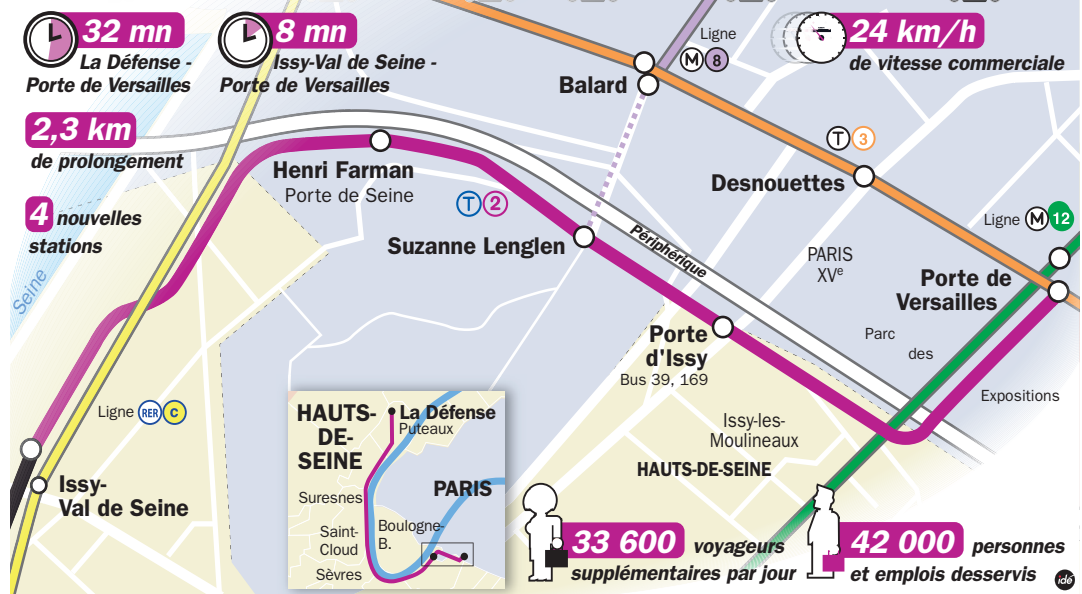 32 mn
La Défense -
Porte de Versailles
8 mn
Issy-Val de Seine -
Porte de Versailles
Ligne
M 8
24 km/h
de vitesse commerciale
Balard
2,3 km
de prolongement
T 3
Henri Farman
Porte de Seine
Desnouettes
4 nouvelles
stations
T 2
Ligne M 12
Suzanne Lenglen
Périphérique
PARIS
XVe
Seine
Porte de
Versailles
Porte
d'Issy
Bus 39, 169
Parc
des
Expositions
Ligne RER C
Issy-les-
Moulineaux
HAUTS-DE-SEINE
Issy-
Val de Seine
HAUTS-
DE-
SEINE
La Défense
Puteaux
PARIS
Suresnes
Saint-
Cloud
Boulogne-
B.
Sèvres
33 600 voyageurs
supplémentaires par jour
42 000 personnes
et emplois desservis
idé